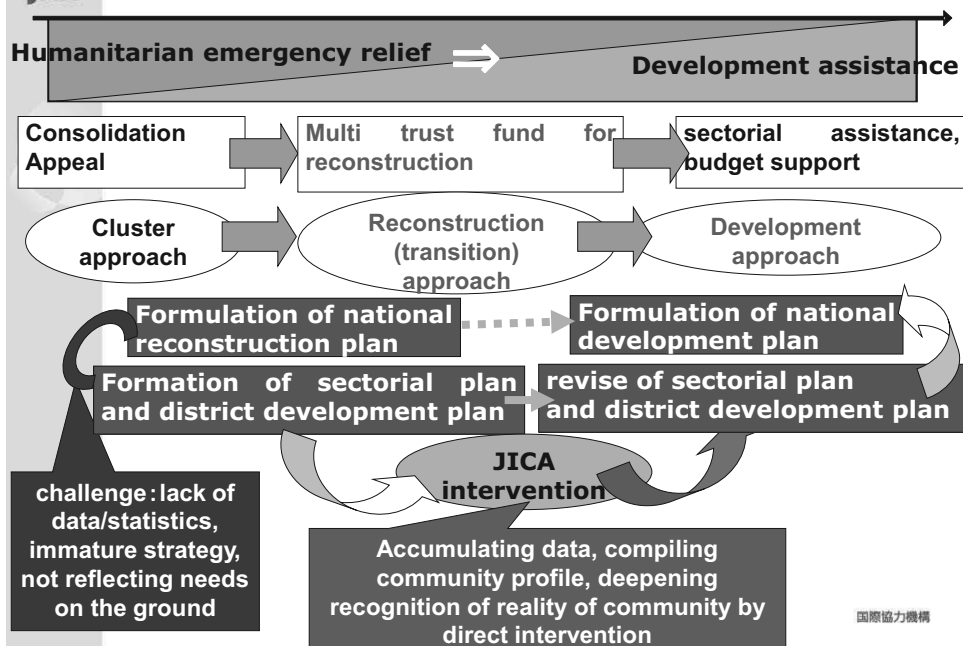 Humanitarian emergency relief
Development assistance
Consolidation
Appeal
Multi trust fund for
reconstruction
sectorial assistance,
budget support
Cluster
approach
Reconstruction
(transition)
approach
Development
approach
Formulation of national
reconstruction plan
Formulation of national
development plan
Formation of sectorial plan
and district development plan
revise of sectorial plan
and district development plan
JICA
intervention
challenge:lack of
data/statistics,
immature strategy,
not reflecting needs
on the ground
Accumulating data, compiling
community profile, deepening
recognition of reality of community by
direct intervention
国際協力機構